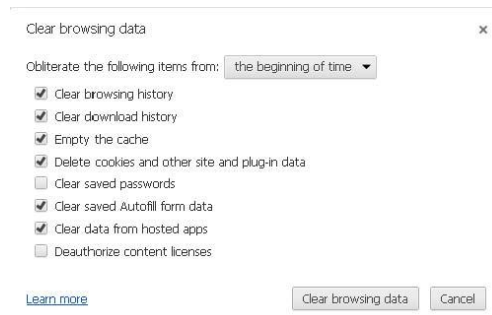 Clear browsing data
Obliterate the following items from: the beginning of time
Clear browsing history
Clear download history
Empty the cache
Delete cookies and other site and plug-in data
Clear saved passwords
Clear saved Autofill form data
Clear data from hosted apps
Deauthorize content licenses
Learn more Clear browsing data Cancel